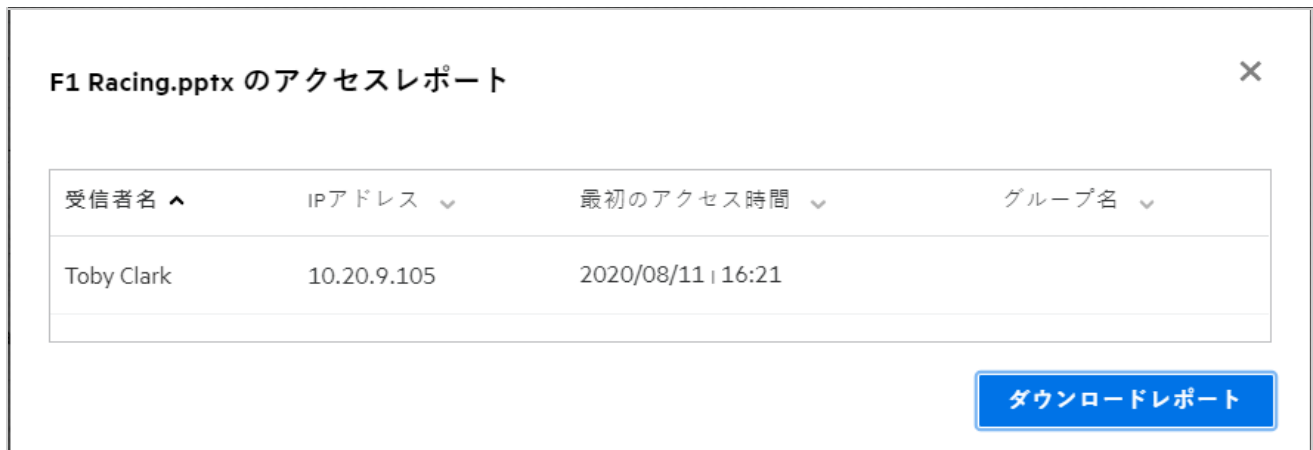 F1 Racing.pptx のアクセスレポート
受信者名 IPアドレス 最初のアクセス時間 グループ名
Toby Clark 10.20.9.105 2020/08/11 | 16:21
ダウンロードレポート